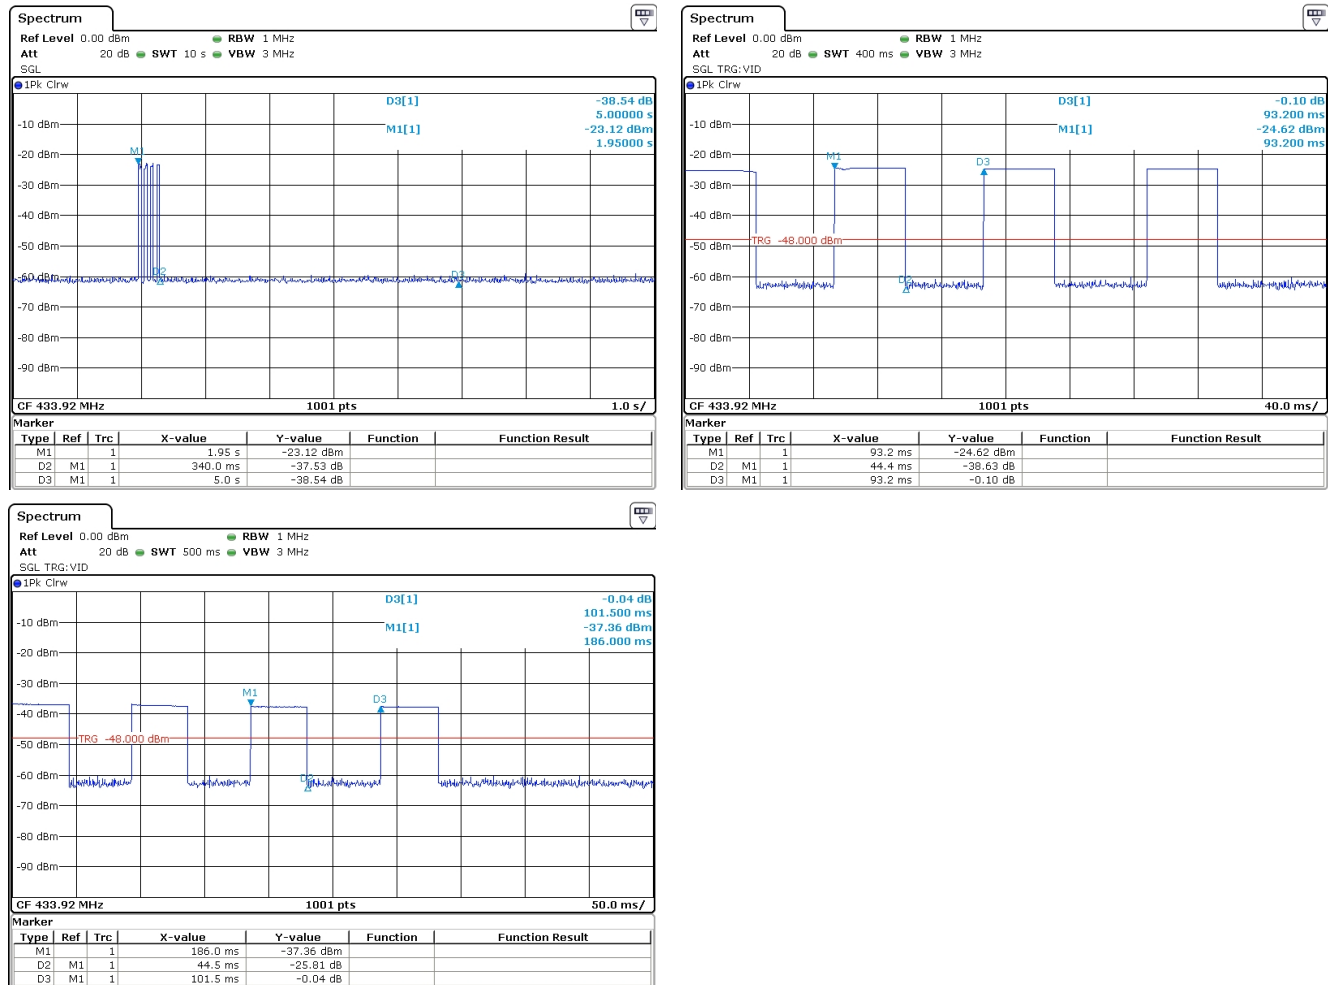 Spectrum
Ref Level 0.00 dBm RBW 1 MHz
Att 20 dB SWT 10 s VBW 3 MHz
SGL
1Pk Clrw
D3[1] -38.54 dB
5.00000 s
M1[1] -23.12 dBm
1.95000 s
-10 dBm
M1
-20 dBm
-30 dBm
-40 dBm
-50 dBm
-60 dBm D2 D3
-70 dBm
-80 dBm
-90 dBm
CF 433.92 MHz 1001 pts 1.0 s/
Marker
Type Ref Trc X-value Y-value Function Function Result
M1 1 1.95 s -23.12 dBm
D2 M1 1 340.0 ms -37.53 dB
D3 M1 1 5.0 s -38.54 dB
Spectrum
Ref Level 0.00 dBm RBW 1 MHz
Att 20 dB SWT 400 ms VBW 3 MHz
SGL TRG:VID
1Pk Clrw
D3[1] -0.10 dB
93.200 ms
M1[1] -24.62 dBm
93.200 ms
-10 dBm
-20 dBm
M1 D3
-30 dBm
-40 dBm
TRG -48.000 dBm
-50 dBm
-60 dBm D2
-70 dBm
-80 dBm
-90 dBm
CF 433.92 MHz 1001 pts 40.0 ms/
Marker
Type Ref Trc X-value Y-value Function Function Result
M1 1 93.2 ms -24.62 dBm
D2 M1 1 44.4 ms -38.63 dB
D3 M1 1 93.2 ms -0.10 dB
Spectrum
Ref Level 0.00 dBm RBW 1 MHz
Att 20 dB SWT 500 ms VBW 3 MHz
SGL TRG:VID
1Pk Clrw
D3[1] -0.04 dB
101.500 ms
M1[1] -37.36 dBm
186.000 ms
-10 dBm
-20 dBm
-30 dBm
M1 D3
-40 dBm
TRG -48.000 dBm
-50 dBm
-60 dBm D2
-70 dBm
-80 dBm
-90 dBm
CF 433.92 MHz 1001 pts 50.0 ms/
Marker
Type Ref Trc X-value Y-value Function Function Result
M1 1 186.0 ms -37.36 dBm
D2 M1 1 44.5 ms -25.81 dB
D3 M1 1 101.5 ms -0.04 dB